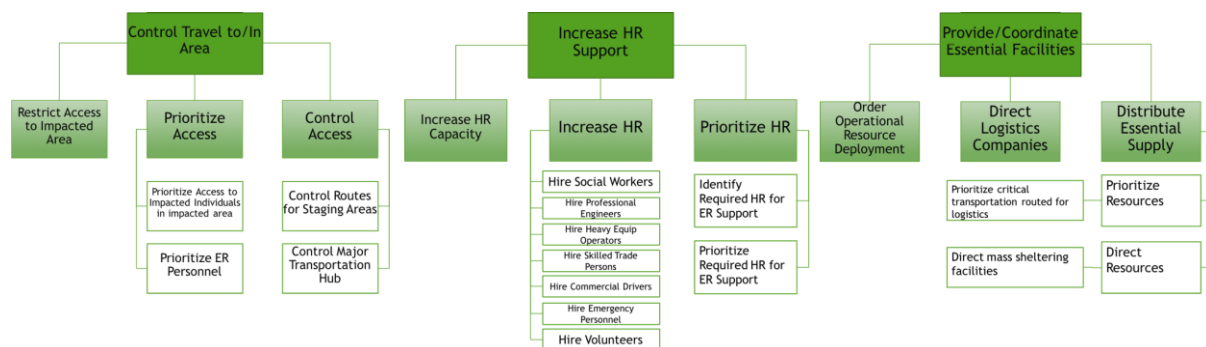 Control Travel to/In
Area
Restrict Access
to Impacted
Area
Prioritize
Access
Prioritize Access to
Impacted Individuals
in impacted area
Prioritize ER
Personnel
Control
Access
Control Routes
for Staging Areas
Control Major
Transportation
Hub
Increase HR
Support
Increase HR
Capacity
Increase HR
Hire Social Workers
Hire Professional
Engineers
Hire Heavy Equip
Operators
Hire Skilled Trade
Persons
Hire Commercial Drivers
Hire Emergency
Personnel
Hire Volunteers
Prioritize HR
Identify
Required HR for
ER Support
Prioritize
Required HR for
ER Support
Provide/Coordinate
Essential Facilities
Order
Operational
Resource
Deployment
Direct
Logistics
Companies
Prioritize critical
transportation routed for
logistics
Direct mass sheltering
facilities
Distribute
Essential
Supply
Prioritize
Resources
Direct
Resources